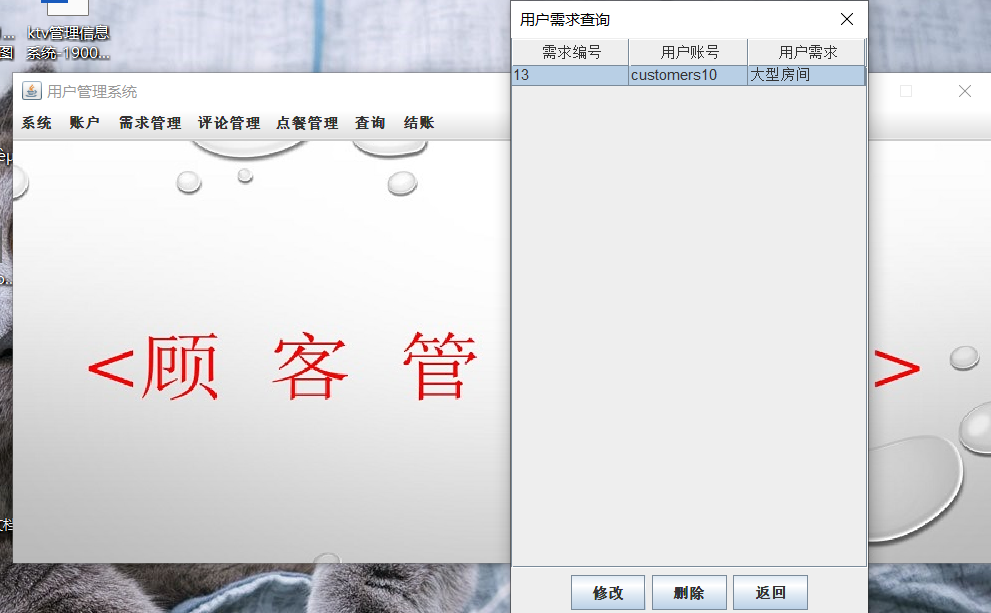 ktv管理信息
系统-1900...
图
用户管理系统
系统 账户 需求管理 评论管理 点餐管理 查询 结账
<顾 客 管
>
用户需求查询
需求编号 用户账号 用户需求
13 customers10 大型房间
修改 删除 返回